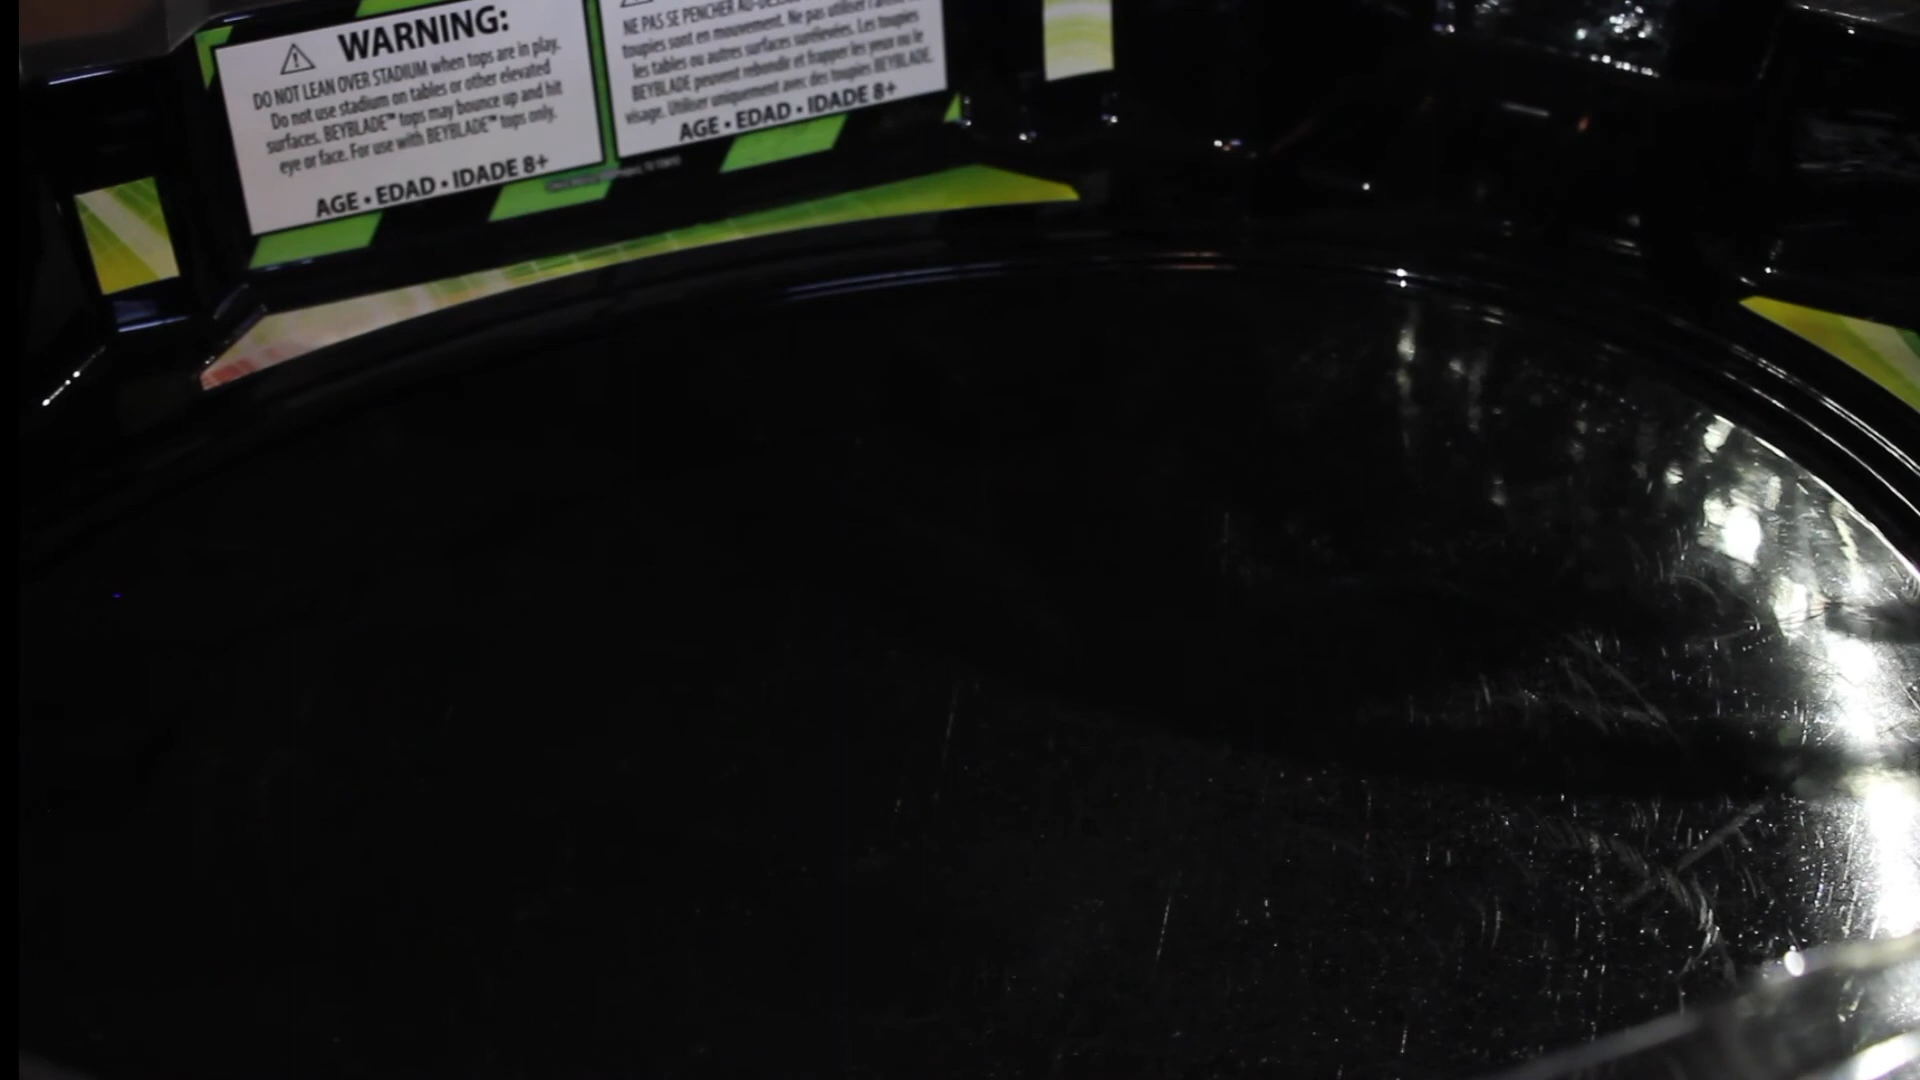 WARNING:
DO NOT LEAN OVER STADIUM when tops are in play.
Do not use stadium on tables or other elevated
surfaces. BEYBLADE™ tops may bounce up and hit
eye or face. For use with BEYBLADE™ tops only.
AGE • EDAD • IDADE 8+
NE PAS SE PENCHER
toupies sont en mouvement. Ne pas utiliser
les tables ou autres surfaces surélevées. Les toupies
BEYBLADE peuvent rebondir et frapper les yeux ou le
visage. Utiliser uniquement avec des toupies BEYBLADE.
AGE • EDAD • IDADE 8+